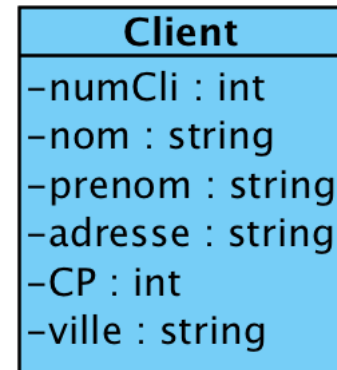 Client
-numCli : int
-nom : string
-prenom : string
-adresse : string
-CP : int
-ville : string